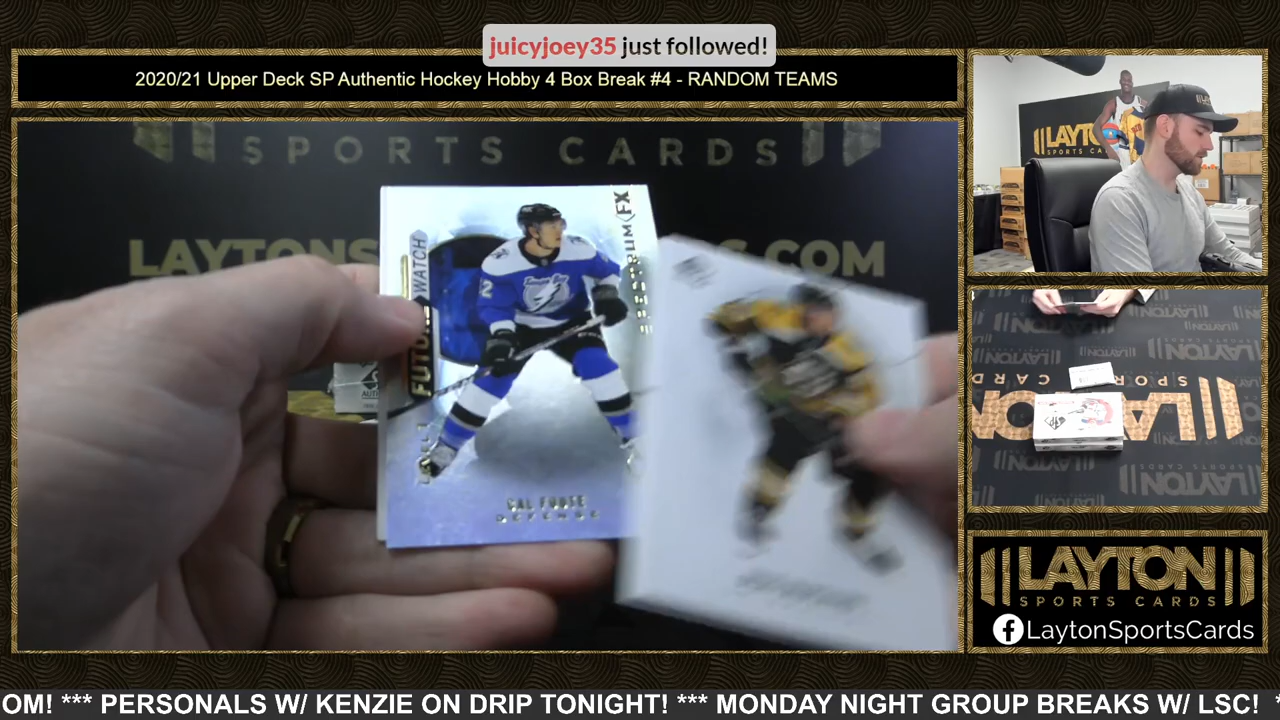 juicyjoey35 just followed!
2020/21 Upper Deck SP Authentic Hockey Hobby 4 Box Break #4 - RANDOM TEAMS
SPORTS CARDS
LAYTONS
.COM
FUTURE WATCH
SPECTRUM FX
CAL FOOTE
DEFENSE
LAYTON
SPORTS CARDS
LAYTON
LAYTON
SPORTS CARDS
LaytonSportsCards
OM! *** PERSONALS W/ KENZIE ON DRIP TONIGHT! *** MONDAY NIGHT GROUP BREAKS W/ LSC!